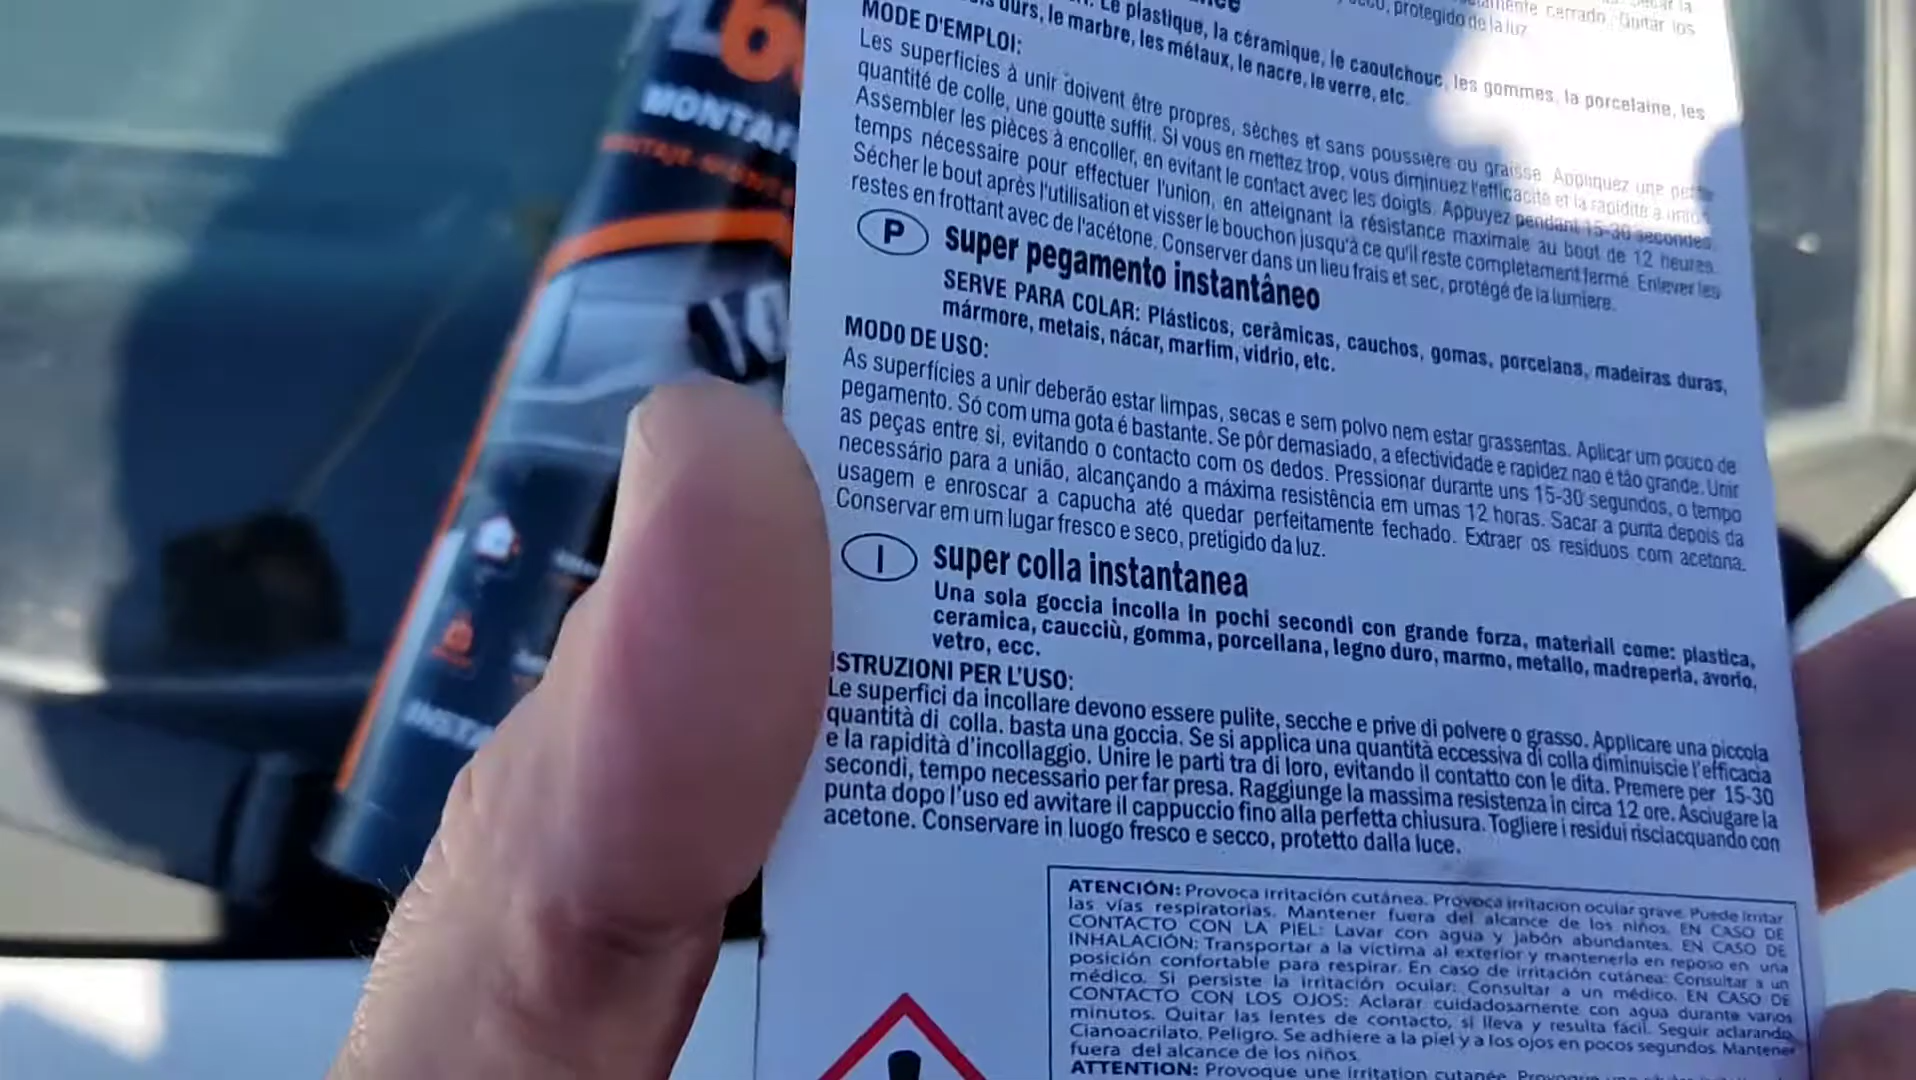 MONTAJ
Le plastique, la céramique, le caoutchouc, les gommes, la porcelaine, les
durs, le marbre, les métaux, le nacre, le verre, etc.
cerrado. Quitar los
protegido de la luz
MODE D'EMPLOI:
Les superficies à unir doivent être propres, sèches et sans poussière ou graisse. Appliquez une
quantité de colle, une goutte suffit. Si vous en mettez trop, vous diminuez l'efficacité et la rapidité
Assembler les pièces à encoller, en evitant le contact avec les doigts. Appuyez pendant 15-30 secondes,
temps nécessaire pour effectuer l'union, en atteignant la résistance maximale au bout de 12 heures.
Sécher le bout après l'utilisation et visser le bouchon jusqu'à ce qu'il reste completement fermé. Enlever les
restes en frottant avec de l'acétone. Conserver dans un lieu frais et sec, protégé de la lumiere.
P super pegamento instantâneo
SERVE PARA COLAR: Plásticos, cerâmicas, cauchos, gomas, porcelana, madeiras duras,
mármore, metais, nácar, marfim, vidrio, etc.
MODO DE USO:
As superfícies a unir deberão estar limpas, secas e sem polvo nem estar grassentas. Aplicar um pouco de
pegamento. Só com uma gota é bastante. Se pôr demasiado, a efectividade e rapidez nao é tão grande. Unir
as peças entre si, evitando o contacto com os dedos. Pressionar durante uns 15-30 segundos, o tempo
necessário para a união, alcançando a máxima resistência em umas 12 horas. Sacar a punta depois da
usagem e enroscar a capucha até quedar perfeitamente fechado. Extraer os resíduos com acetona.
Conservar em um lugar fresco e seco, pretigido da luz.
I super colla instantanea
Una sola goccia incolla in pochi secondi con grande forza, materiali come: plastica,
ceramica, caucciù, gomma, porcellana, legno duro, marmo, metallo, madreperla, avorio,
vetro, ecc.
ISTRUZIONI PER L'USO:
Le superfici da incollare devono essere pulite, secche e prive di polvere o grasso. Applicare una piccola
quantità di colla. basta una goccia. Se si applica una quantità eccessiva di colla diminuiscie l'efficacia
e la rapidità d'incollaggio. Unire le parti tra di loro, evitando il contatto con le dita. Premere per 15-30
secondi, tempo necessario per far presa. Raggiunge la massima resistenza in circa 12 ore. Asciugare la
punta dopo l'uso ed avvitare il cappuccio fino alla perfetta chiusura. Togliere i residui risciacquando con
acetone. Conservare in luogo fresco e secco, protetto dalla luce.
ATENCIÓN: Provoca irritación cutánea. Provoca irritacion ocular grave. Puede irritar
las vías respiratorias. Mantener fuera del alcance de los niños. EN CASO DE
CONTACTO CON LA PIEL: Lavar con agua y jabón abundantes. EN CASO DE
INHALACIÓN: Transportar a la víctima al exterior y mantenerla en reposo en una
posición confortable para respirar. En caso de irritación cutánea: Consultar a un
médico. Si persiste la irritación ocular: Consultar a un médico. EN CASO DE
CONTACTO CON LOS OJOS: Aclarar cuidadosamente con agua durante varios
minutos. Quitar las lentes de contacto, si lleva y resulta fácil. Seguir aclarando.
Cianoacrilato. Peligro. Se adhiere a la piel y a los ojos en pocos segundos. Mantener
fuera del alcance de los niños.
ATTENTION: Provoque une irritation cutanée.